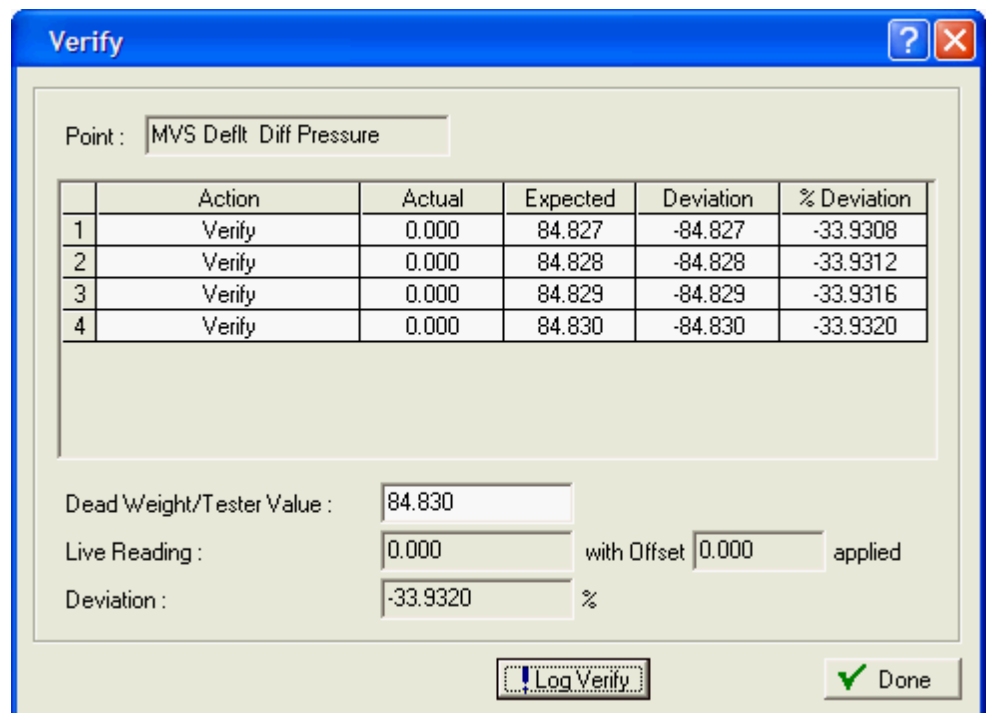 Verify
Point : MVS Deflt Diff Pressure
Action Actual Expected Deviation % Deviation
1 Verify 0.000 84.827 -84.827 -33.9308
2 Verify 0.000 84.828 -84.828 -33.9312
3 Verify 0.000 84.829 -84.829 -33.9316
4 Verify 0.000 84.830 -84.830 -33.9320
Dead Weight/Tester Value : 84.830
Live Reading : 0.000 with Offset 0.000 applied
Deviation : -33.9320 %
Log Verify Done